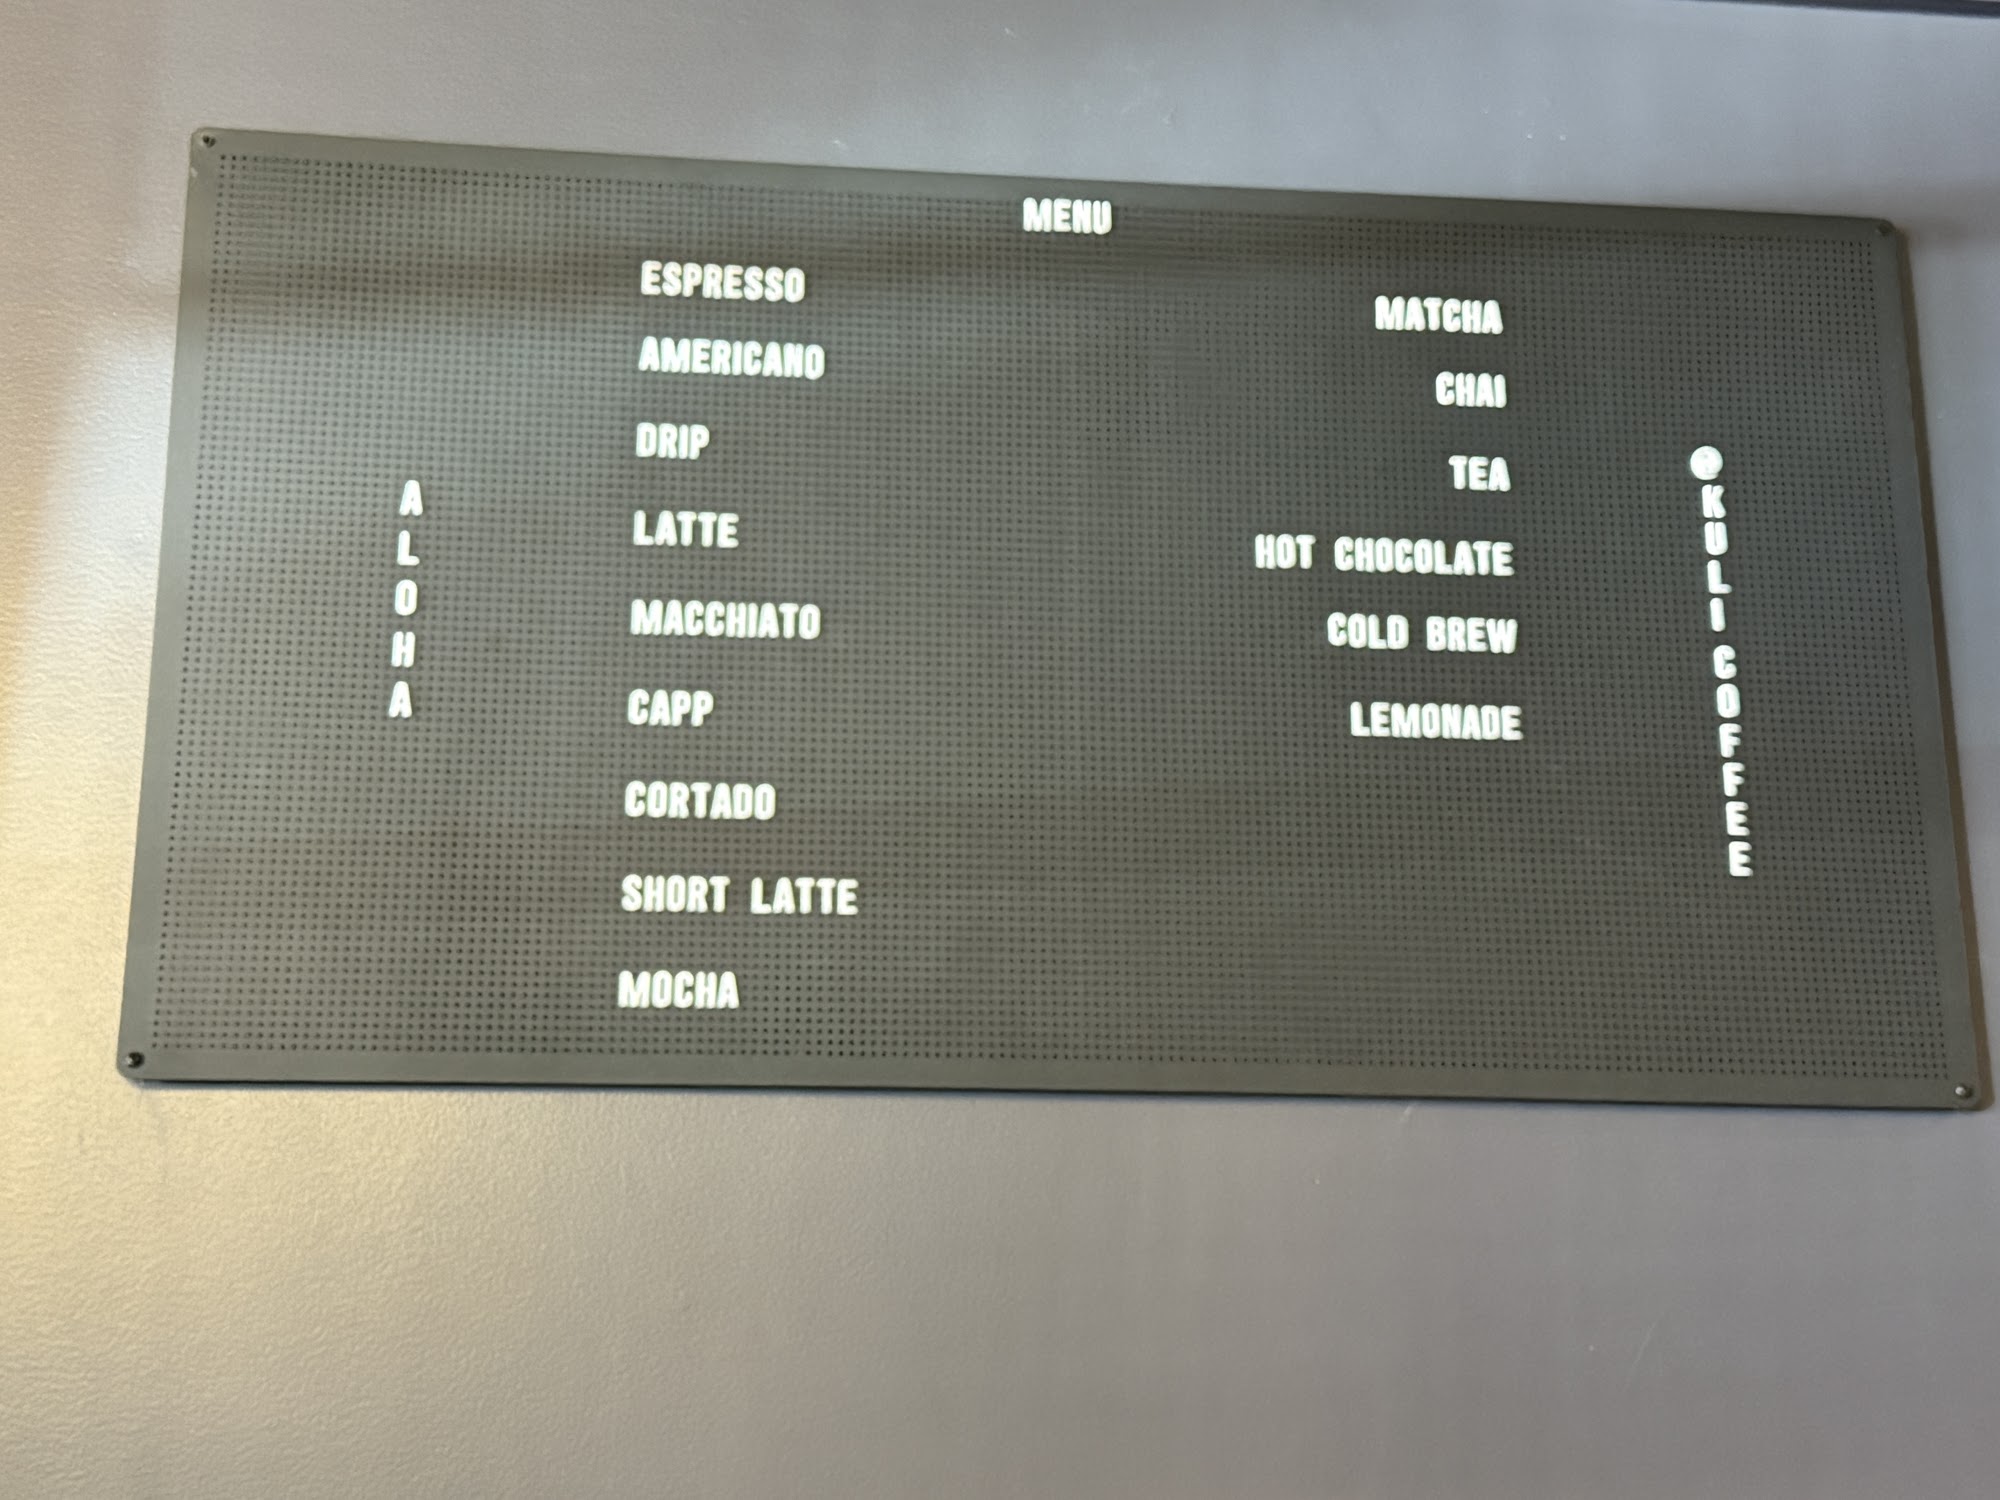 MENU
ESPRESSO
AMERICANO
DRIP
LATTE
MACCHIATO
CAPP
CORTADO
SHORT LATTE
MOCHA
MATCHA
CHAI
TEA
HOT CHOCOLATE
COLD BREW
LEMONADE
ALOHA
@KULI COFFEE